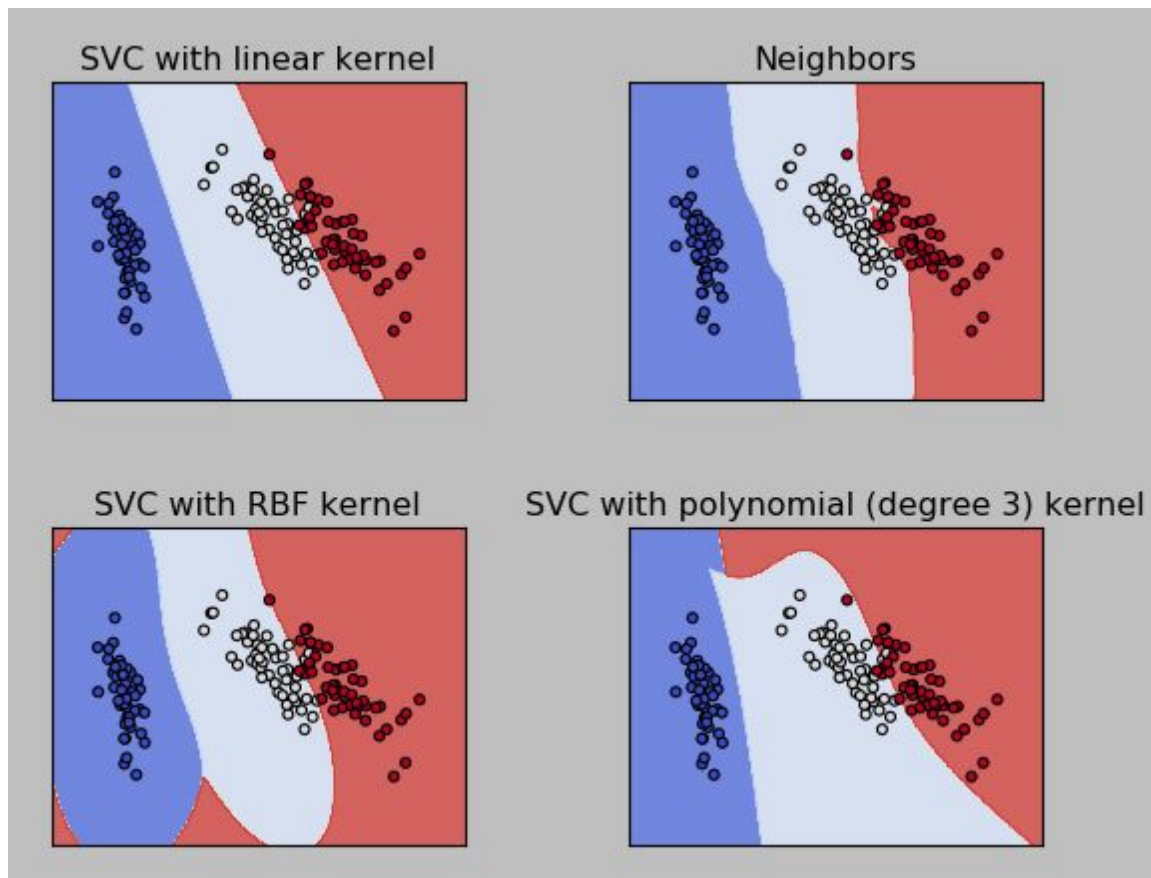 SVC with linear kernel
Neighbors
SVC with RBF kernel
SVC with polynomial (degree 3) kernel